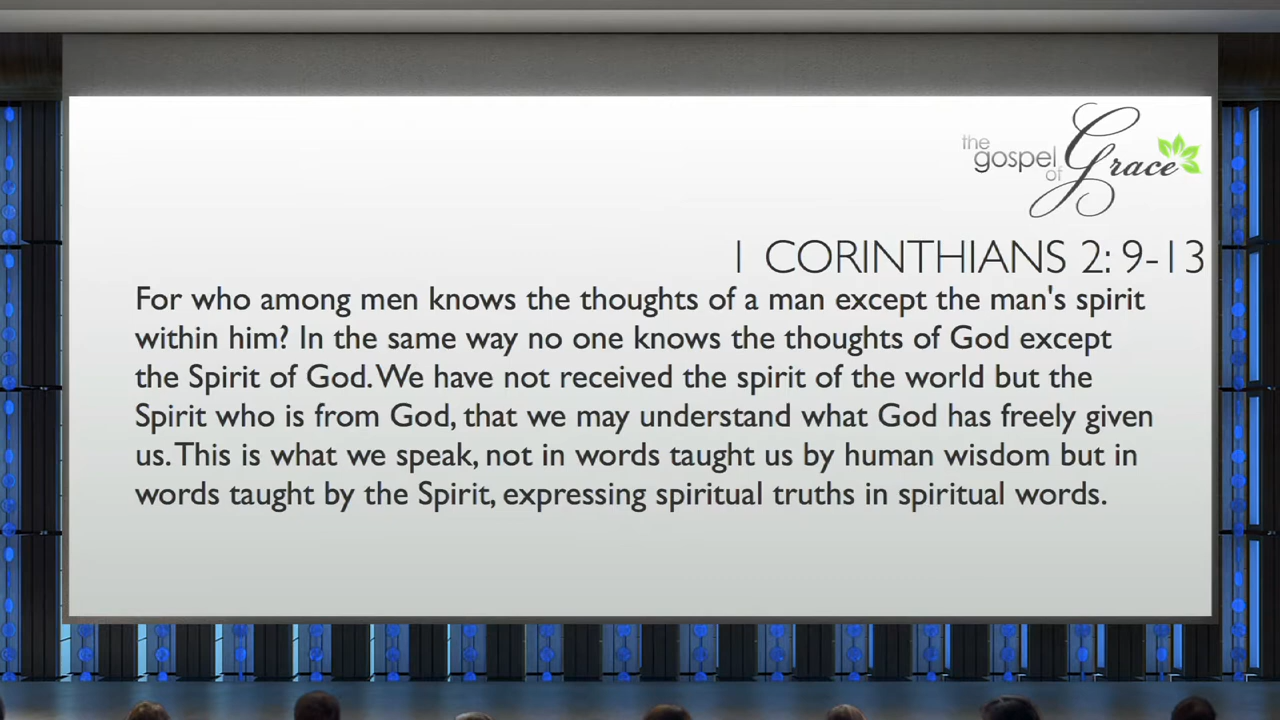 the
gospel
of
Grace
1 CORINTHIANS 2: 9-13
For who among men knows the thoughts of a man except the man's spirit
within him? In the same way no one knows the thoughts of God except
the Spirit of God. We have not received the spirit of the world but the
Spirit who is from God, that we may understand what God has freely given
us. This is what we speak, not in words taught us by human wisdom but in
words taught by the Spirit, expressing spiritual truths in spiritual words.